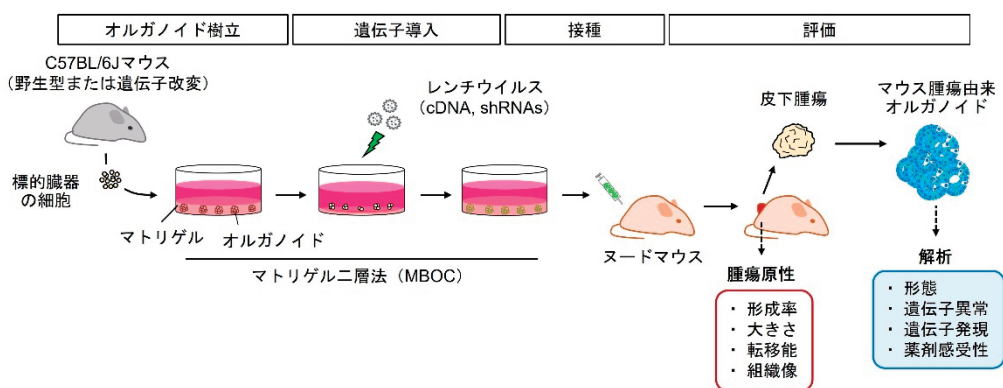 オルガノイド樹立
遺伝子導入
接種
評価
C57BL/6Jマウス
（野生型または遺伝子改変）
標的臓器
の細胞
マトリゲル
オルガノイド
レンチウイルス
（cDNA, shRNAs）
マトリゲル二層法（MBOC）
ヌードマウス
皮下腫瘍
マウス腫瘍由来
オルガノイド
腫瘍原性
・形成率
・大きさ
・転移能
・組織像
解析
・形態
・遺伝子異常
・遺伝子発現
・薬剤感受性